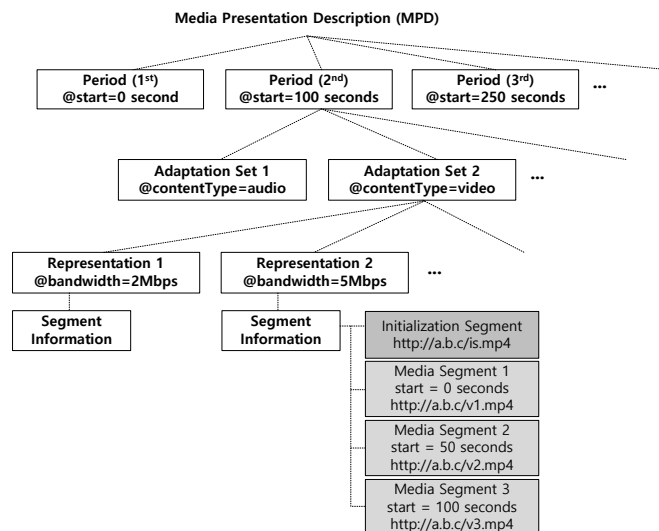 Media Presentation Description (MPD)
Period (1st)
@start=0 second
Period (2nd)
@start=100 seconds
Period (3rd)
@start=250 seconds
...
Adaptation Set 1
@contentType=audio
Adaptation Set 2
@contentType=video
...
Representation 1
@bandwidth=2Mbps
Representation 2
@bandwidth=5Mbps
...
Segment
Information
Segment
Information
Initialization Segment
http://a.b.c/is.mp4
Media Segment 1
start = 0 seconds
http://a.b.c/v1.mp4
Media Segment 2
start = 50 seconds
http://a.b.c/v2.mp4
Media Segment 3
start = 100 seconds
http://a.b.c/v3.mp4